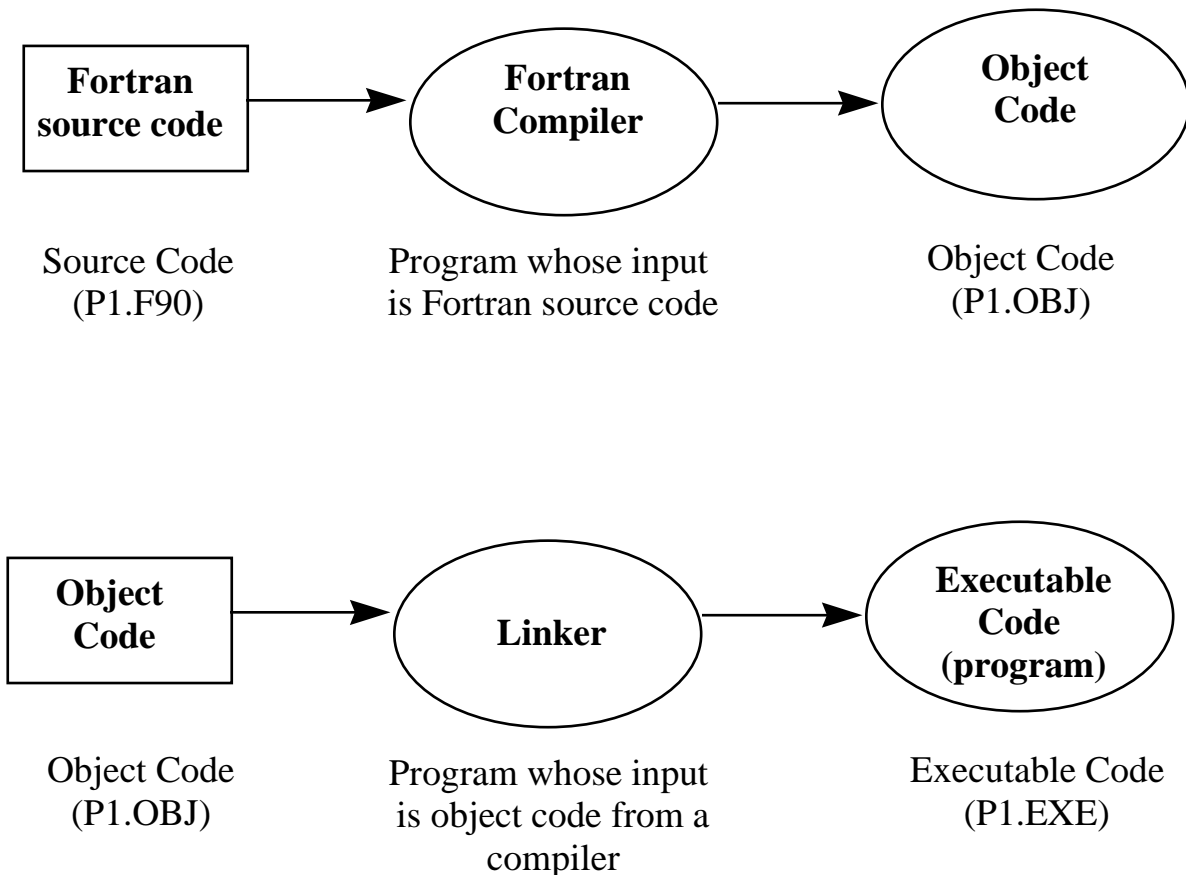 Fortran
source code
Fortran
Compiler
Object
Code
Source Code
(P1.F90)
Program whose input
is Fortran source code
Object Code
(P1.OBJ)
Object
Code
Linker
Executable
Code
(program)
Object Code
(P1.OBJ)
Program whose input
is object code from a
compiler
Executable Code
(P1.EXE)